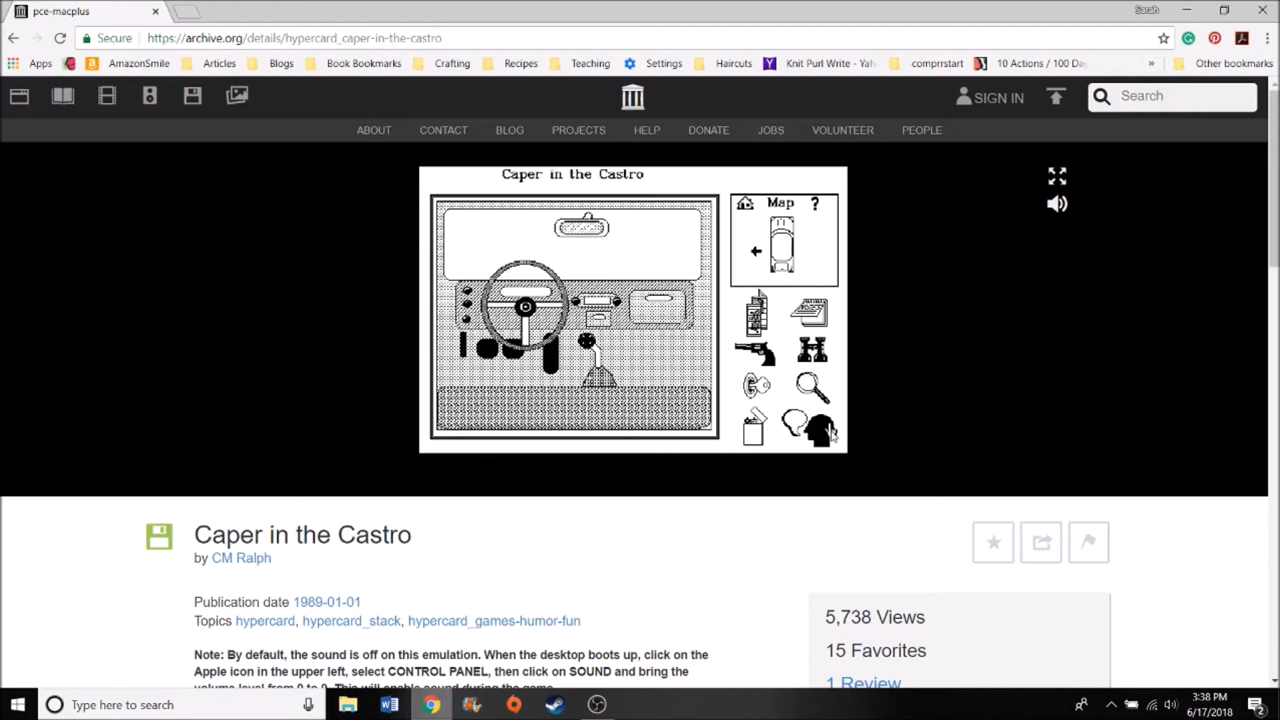 pce-macplus
Sarah
Secure https://archive.org/details/hypercard_caper-in-the-castro
Apps AmazonSmile Articles Blogs Book Bookmarks Crafting Recipes Teaching Settings Haircuts Knit Purl Write - Yah comprrstart 10 Actions / 100 Da » Other bookmarks
SIGN IN Search
ABOUT CONTACT BLOG PROJECTS HELP DONATE JOBS VOLUNTEER PEOPLE
Caper in the Castro
Map ?
Caper in the Castro
by CM Ralph
Publication date 1989-01-01
Topics hypercard, hypercard_stack, hypercard_games-humor-fun
Note: By default, the sound is off on this emulation. When the desktop boots up, click on the
Apple icon in the upper left, select CONTROL PANEL, then click on SOUND and bring the
5,738 Views
15 Favorites
1 Review
Type here to search
3:38 PM
6/17/2018
2